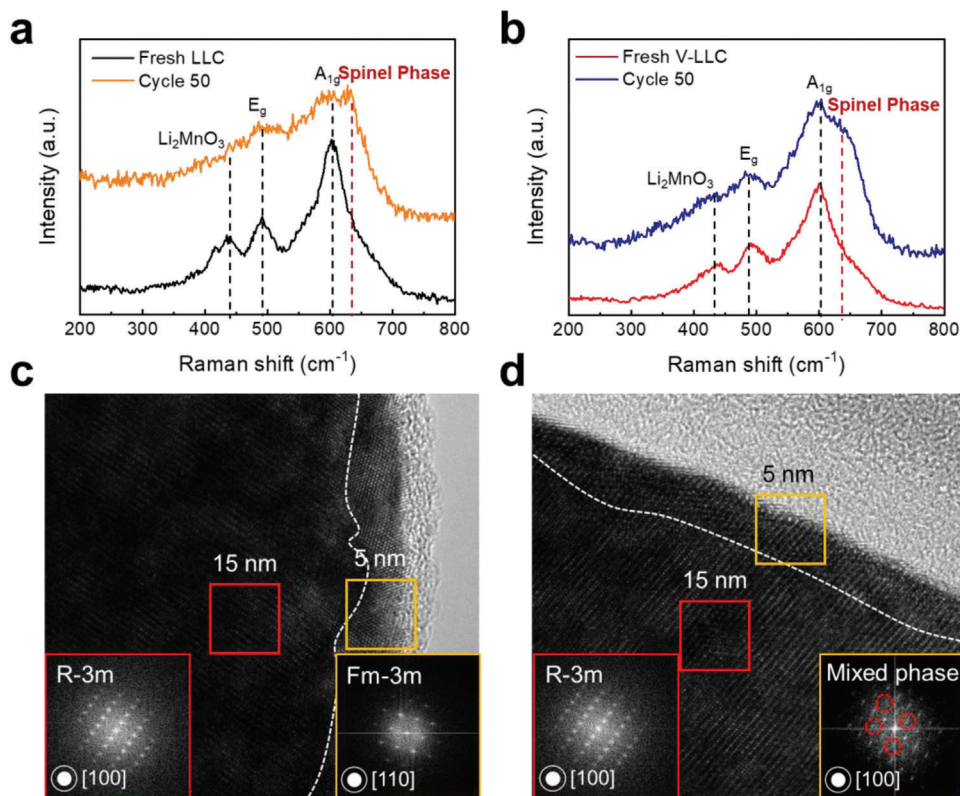 a
Fresh LLC
Cycle 50
A1g
Spinel Phase
Eg
Li2MnO3
Intensity (a.u.)
200 300 400 500 600 700 800
Raman shift (cm⁻¹)
b
Fresh V-LLC
Cycle 50
A1g
Spinel Phase
Eg
Li2MnO3
Intensity (a.u.)
200 300 400 500 600 700 800
Raman shift (cm⁻¹)
c
15 nm
5 nm
R-3m
[100]
Fm-3m
[110]
d
5 nm
15 nm
R-3m
[100]
Mixed phase
[100]